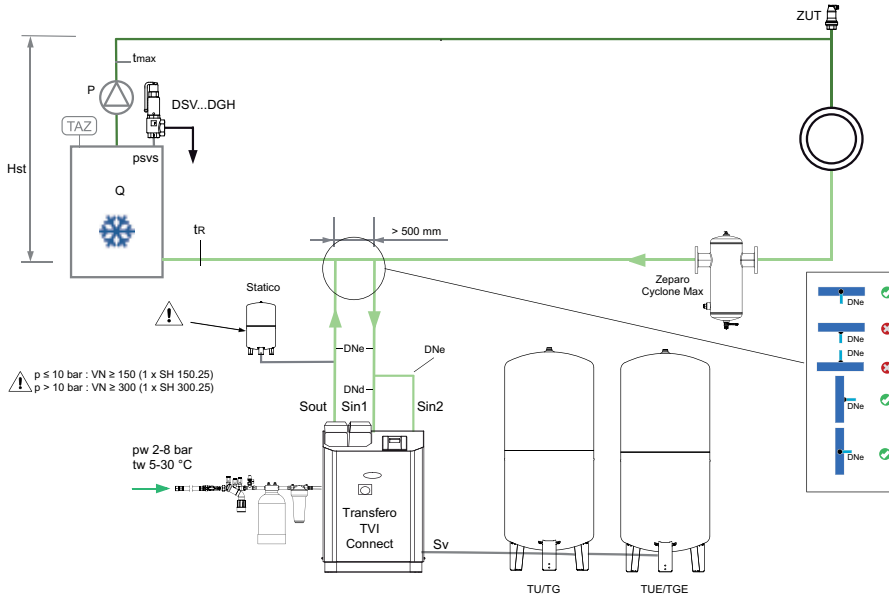 ZUT
tmax
P
DSV...DGH
TAZ
psvs
Hst
Q
tR
> 500 mm
Zeparo
Cyclone Max
Statico
DNe
DNe
DNe
DNe
DNe
DNe
DNd
p ≤ 10 bar : VN ≥ 150 (1 x SH 150.25)
p > 10 bar : VN ≥ 300 (1 x SH 300.25)
Sout
Sin1
Sin2
DNe
pw 2-8 bar
tw 5-30 °C
Transfero
TVI
Connect
Sv
TU/TG
TUE/TGE